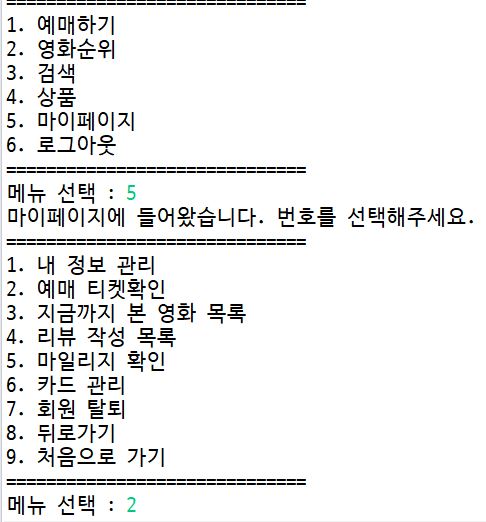 ==============================
1. 예매하기
2. 영화순위
3. 검색
4. 상품
5. 마이페이지
6. 로그아웃
==============================
메뉴 선택 : 5
마이페이지에 들어왔습니다. 번호를 선택해주세요.
==============================
1. 내 정보 관리
2. 예매 티켓확인
3. 지금까지 본 영화 목록
4. 리뷰 작성 목록
5. 마일리지 확인
6. 카드 관리
7. 회원 탈퇴
8. 뒤로가기
9. 처음으로 가기
==============================
메뉴 선택 : 2